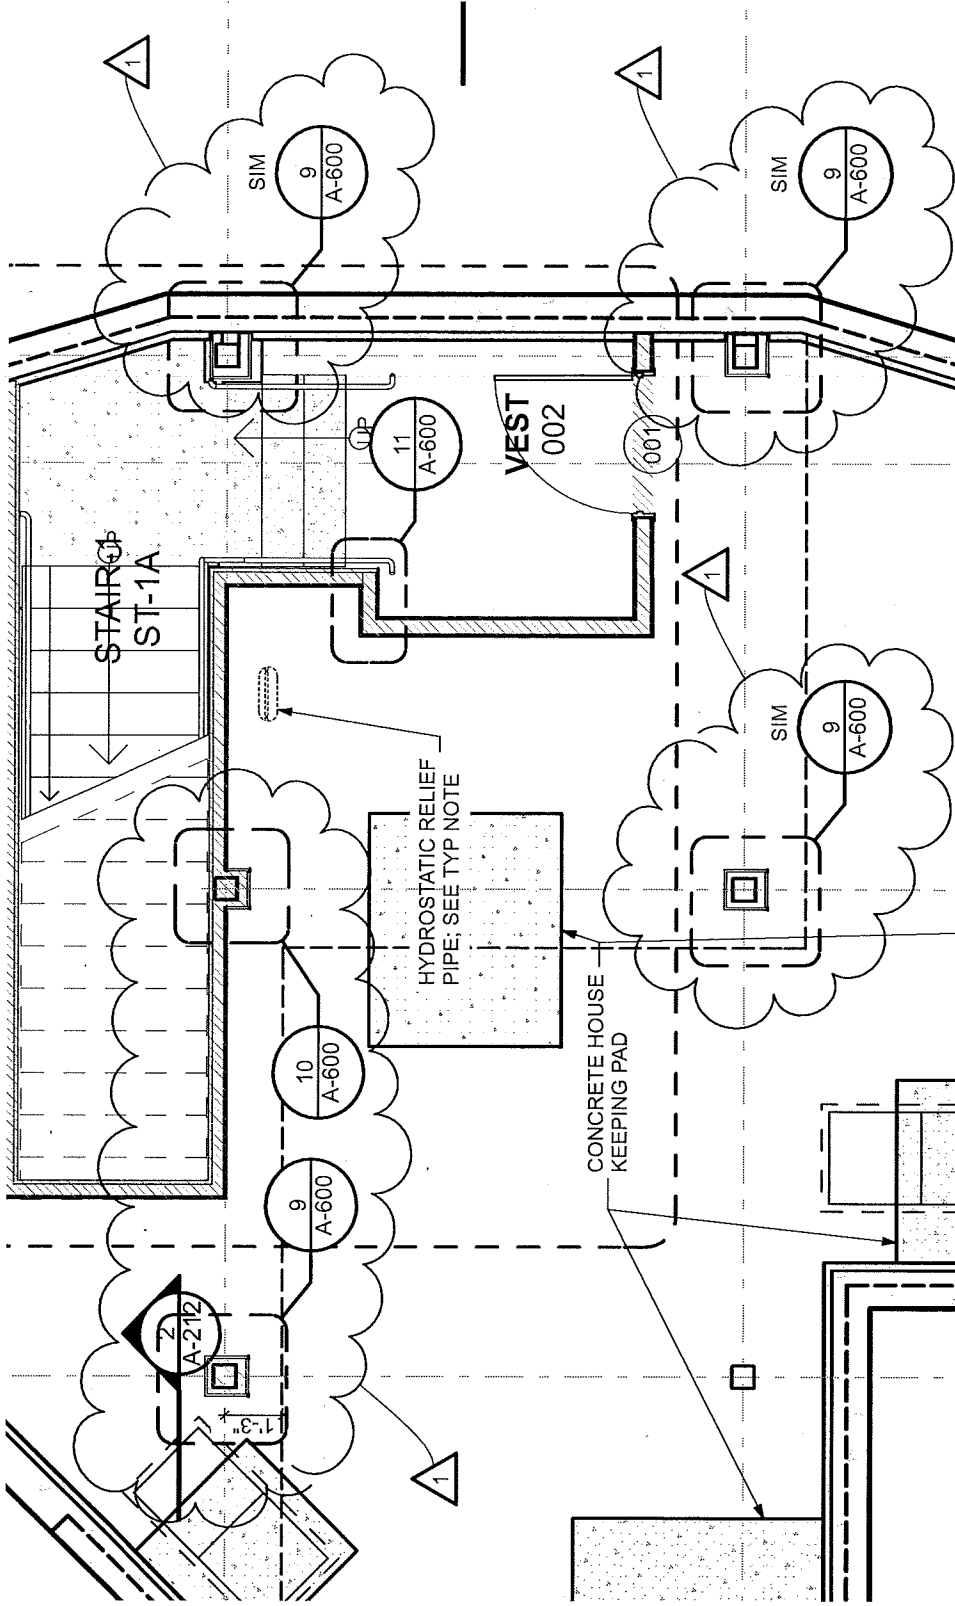 1
1
SIM
9
A-600
SIM
9
A-600
11
A-600
UP
VEST
002
001
STAIR 1
ST-1A
UP
1
SIM
9
A-600
HYDROSTATIC RELIEF
PIPE; SEE TYP NOTE
CONCRETE HOUSE
KEEPING PAD
10
A-600
9
A-600
2
A-212
1'-3"
1